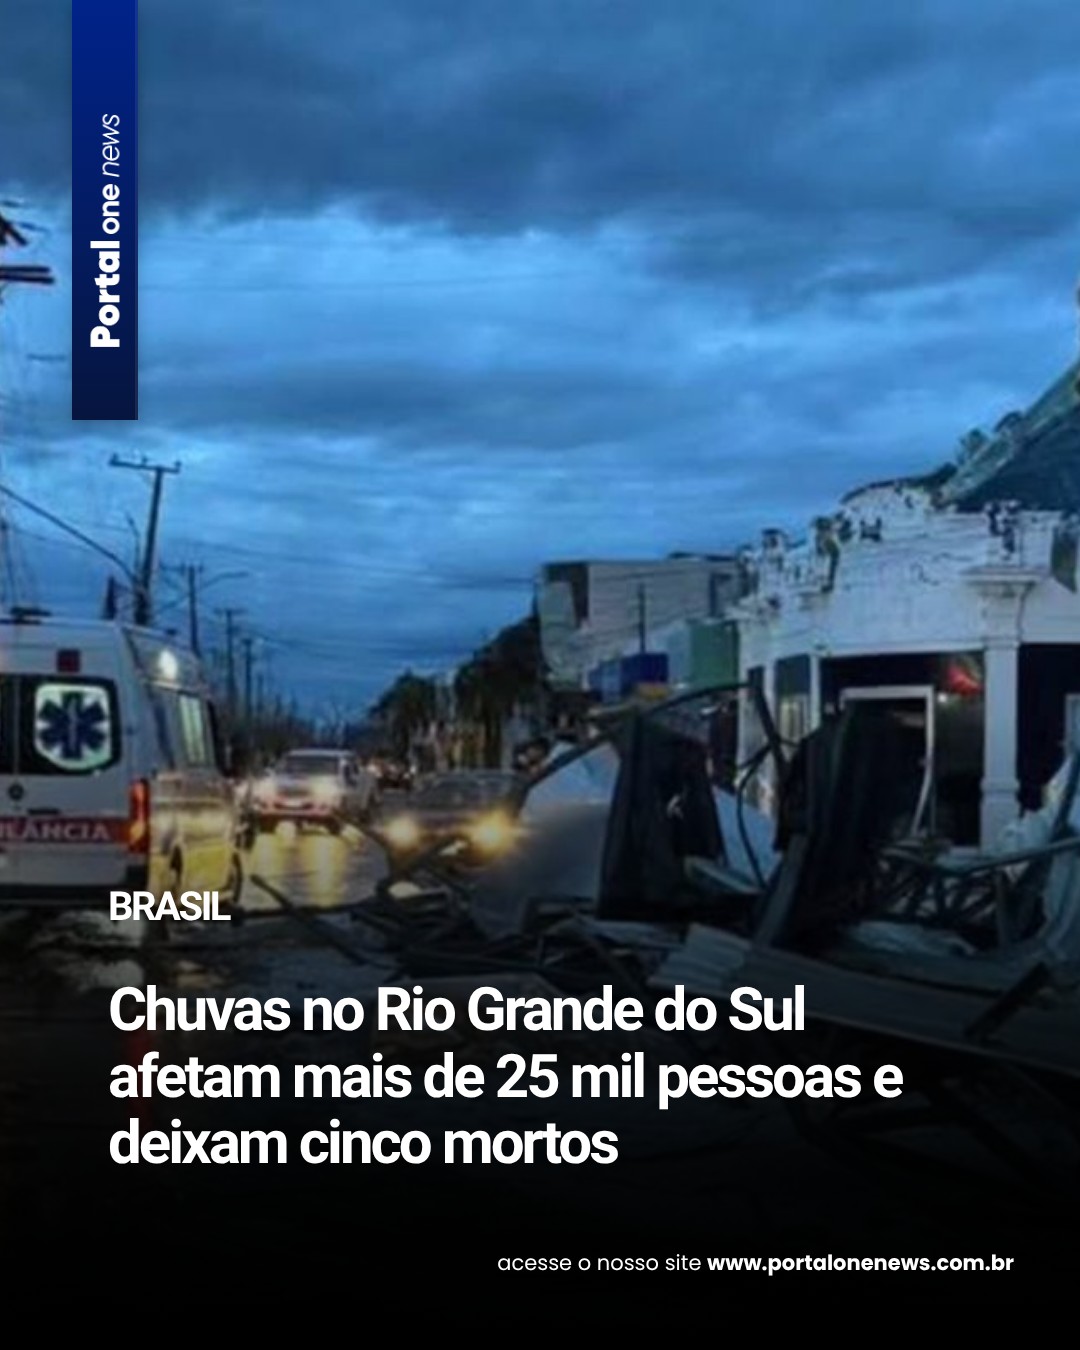 Portal one news
BRASIL
Chuvas no Rio Grande do Sul
afetam mais de 25 mil pessoas e
deixam cinco mortos
acesse o nosso site www.portalonenews.com.br